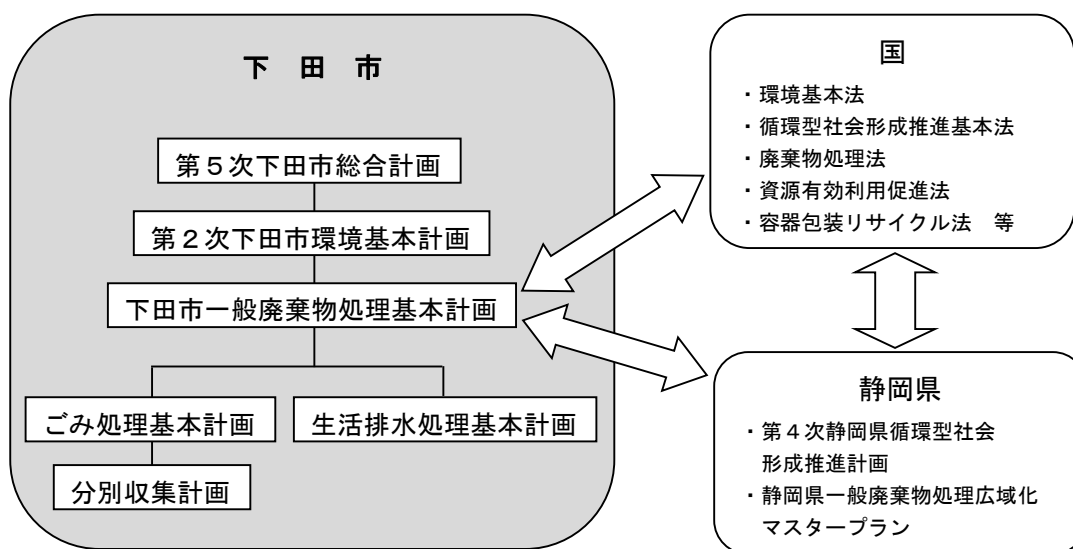 下 田 市
第５次下田市総合計画
第２次下田市環境基本計画
下田市一般廃棄物処理基本計画
ごみ処理基本計画
生活排水処理基本計画
分別収集計画
国
・環境基本法
・循環型社会形成推進基本法
・廃棄物処理法
・資源有効利用促進法
・容器包装リサイクル法　等
静岡県
・第４次静岡県循環型社会
形成推進計画
・静岡県一般廃棄物処理広域化
マスタープラン